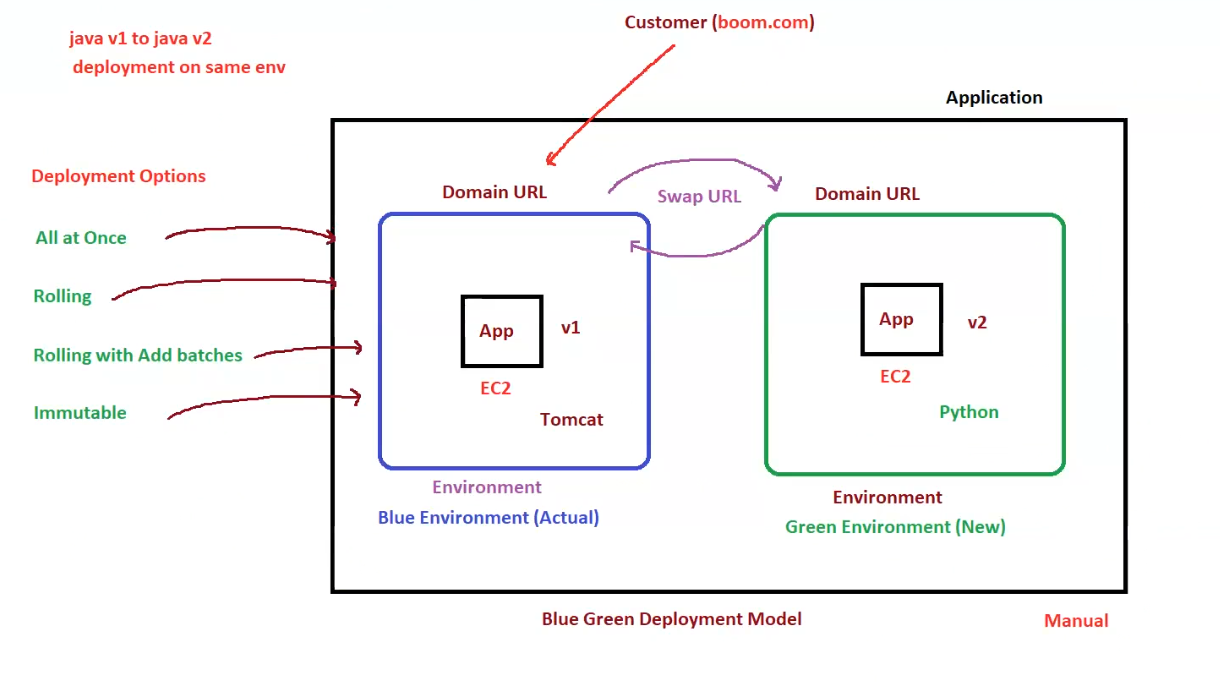 Customer (boom.com)
java v1 to java v2
deployment on same env
Application
Deployment Options
All at Once
Rolling
Rolling with Add batches
Immutable
Domain URL
Swap URL
Domain URL
App
v1
EC2
Tomcat
App
v2
EC2
Python
Environment
Blue Environment (Actual)
Environment
Green Environment (New)
Blue Green Deployment Model
Manual